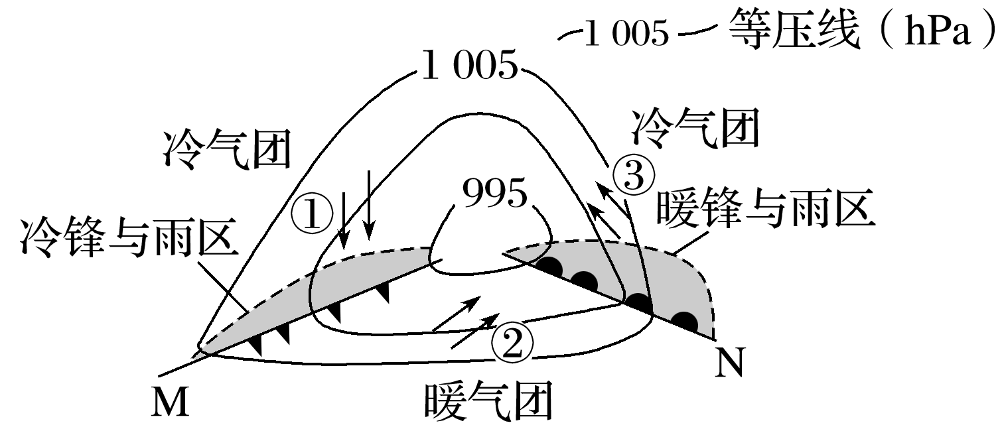 1 005 等压线（hPa）
1 005
冷气团
冷气团
③
995
①
暖锋与雨区
冷锋与雨区
②
N
M
暖气团